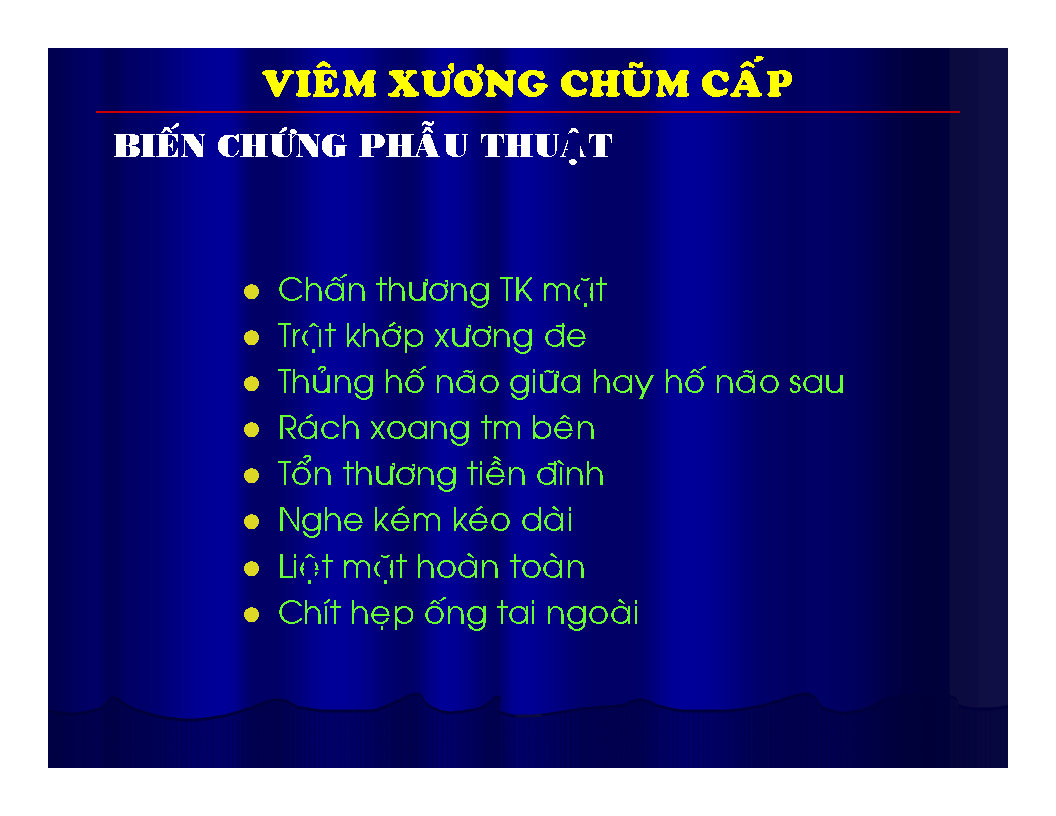 VIÊM XƯƠNG CHŨM CẤP
BIẾN CHỨNG PHẪU THUẬT
● Chấn thương TK mặt
● Trật khớp xương đe
● Thủng hố não giữa hay hố não sau
● Rách xoang tm bên
● Tổn thương tiền đình
● Nghe kém kéo dài
● Liệt mặt hoàn toàn
● Chít hẹp ống tai ngoài